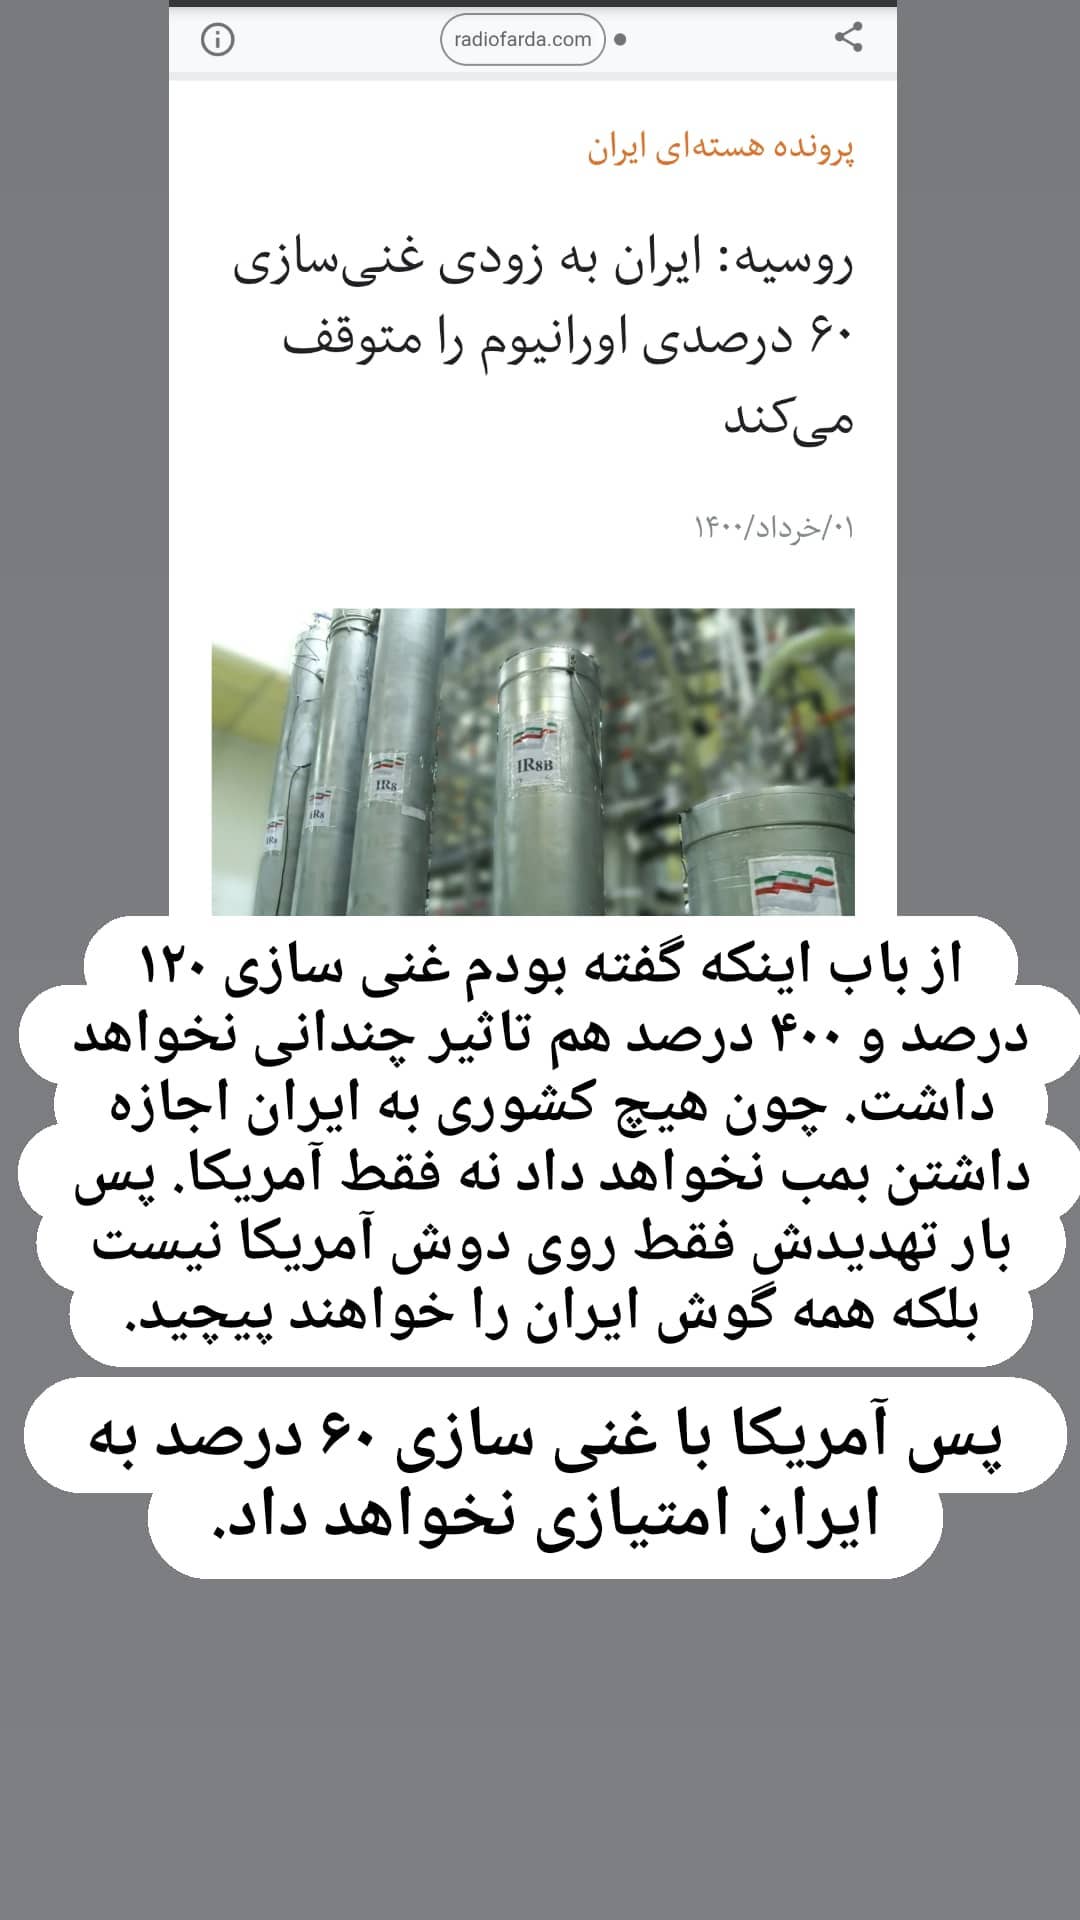 radiofarda.com
پرونده هسته‌ای ایران
روسیه: ایران به زودی غنی‌سازی
۶۰ درصدی اورانیوم را متوقف
می‌کند
۰۱/خرداد/۱۴۰۰
IR8
IR8
IR8
IR8B
از باب اینکه گفته بودم غنی سازی ۱۲۰
درصد و ۴۰۰ درصد هم تاثیر چندانی نخواهد
داشت. چون هیچ کشوری به ایران اجازه
داشتن بمب نخواهد داد نه فقط آمریکا. پس
بار تهدیدش فقط روی دوش آمریکا نیست
بلکه همه گوش ایران را خواهند پیچید.
پس آمریکا با غنی سازی ۶۰ درصد به
ایران امتیازی نخواهد داد.